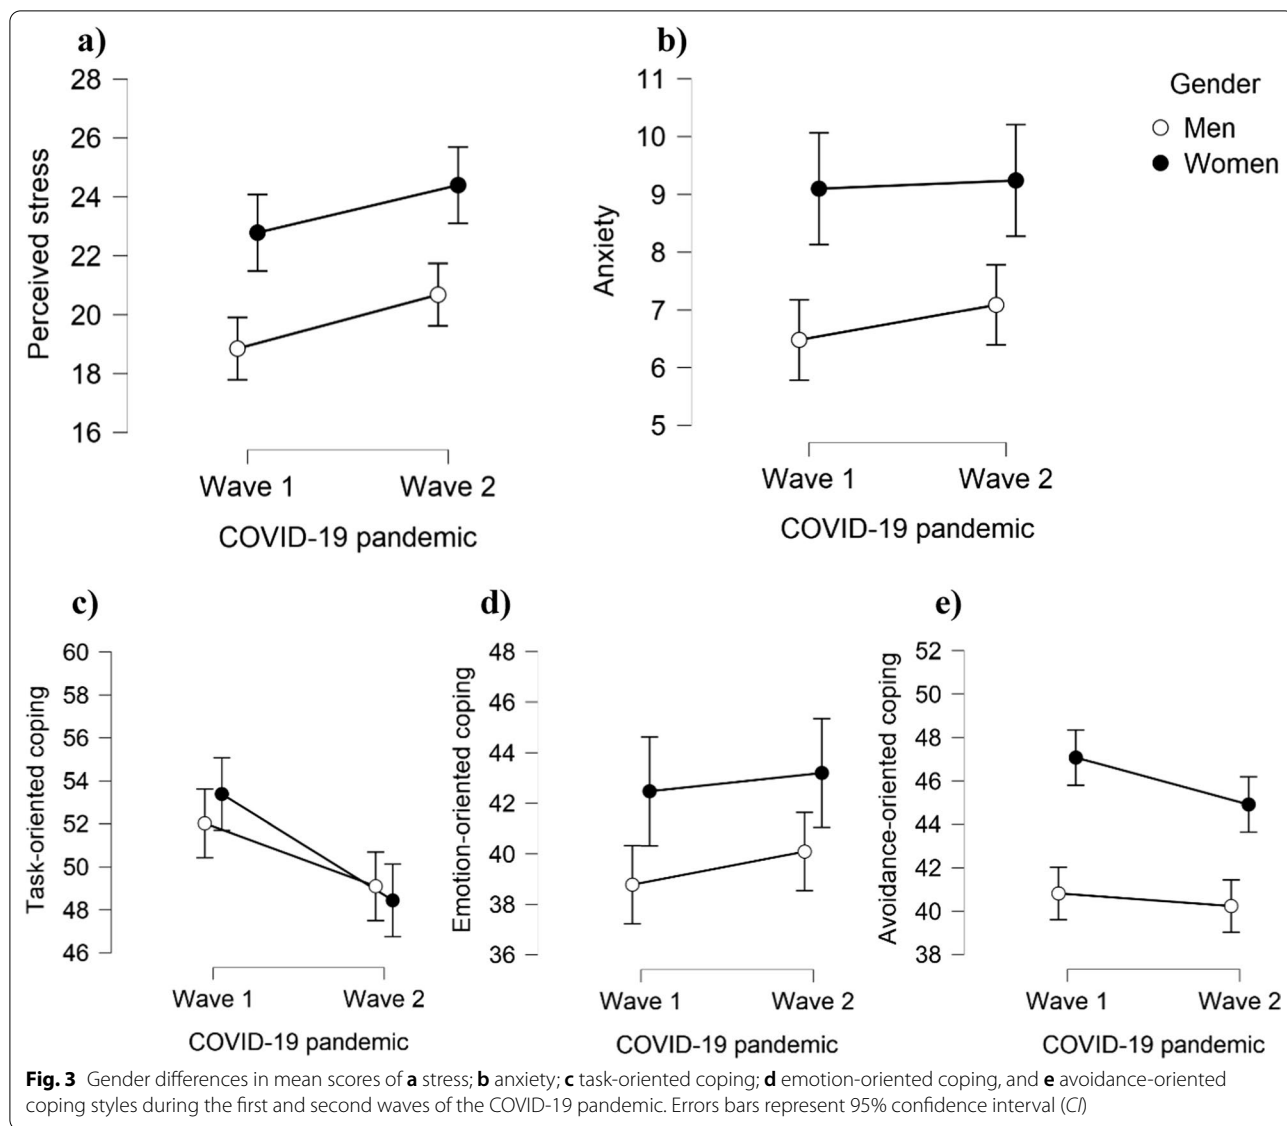 a)
Perceived stress
28
26
24
22
20
18
16
Wave 1
Wave 2
COVID-19 pandemic
b)
Anxiety
11
10
9
8
7
6
5
Wave 1
Wave 2
COVID-19 pandemic
Gender
Men
Women
c)
Task-oriented coping
60
58
56
54
52
50
48
46
Wave 1
Wave 2
COVID-19 pandemic
d)
Emotion-oriented coping
48
46
44
42
40
38
36
Wave 1
Wave 2
COVID-19 pandemic
e)
Avoidance-oriented coping
52
50
48
46
44
42
40
38
Wave 1
Wave 2
COVID-19 pandemic
Fig. 3 Gender differences in mean scores of a stress; b anxiety; c task-oriented coping; d emotion-oriented coping, and e avoidance-oriented
coping styles during the first and second waves of the COVID-19 pandemic. Errors bars represent 95% confidence interval (CI)